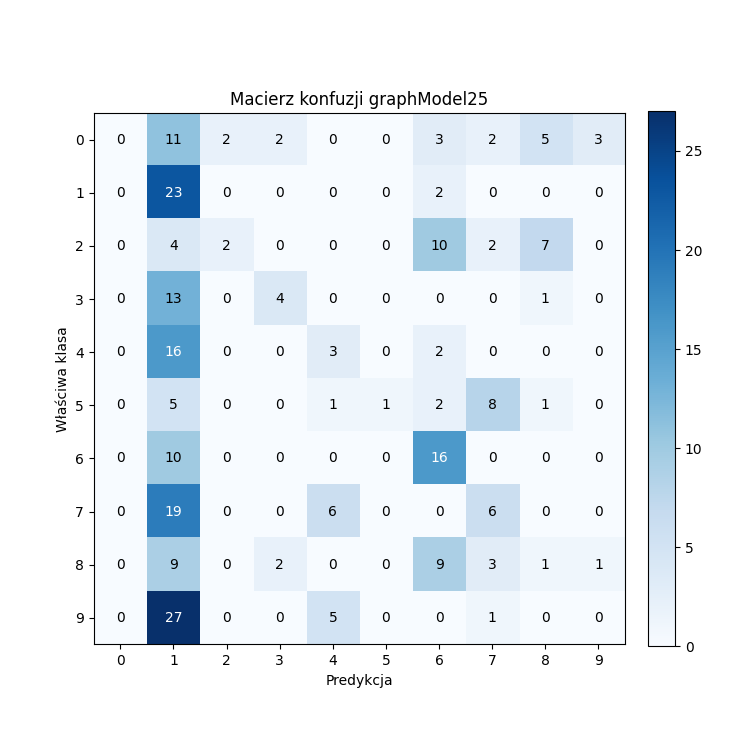 Macierz konfuzji graphModel25
0 0 11 2 2 0 0 3 2 5 3
1 0 23 0 0 0 0 2 0 0 0
2 0 4 2 0 0 0 10 2 7 0
3 0 13 0 4 0 0 0 0 1 0
4 0 16 0 0 3 0 2 0 0 0
5 0 5 0 0 1 1 2 8 1 0
6 0 10 0 0 0 0 16 0 0 0
7 0 19 0 0 6 0 0 6 0 0
8 0 9 0 2 0 0 9 3 1 1
9 0 27 0 0 5 0 0 1 0 0
0 1 2 3 4 5 6 7 8 9
Predykcja
Właściwa klasa
25
20
15
10
5
0